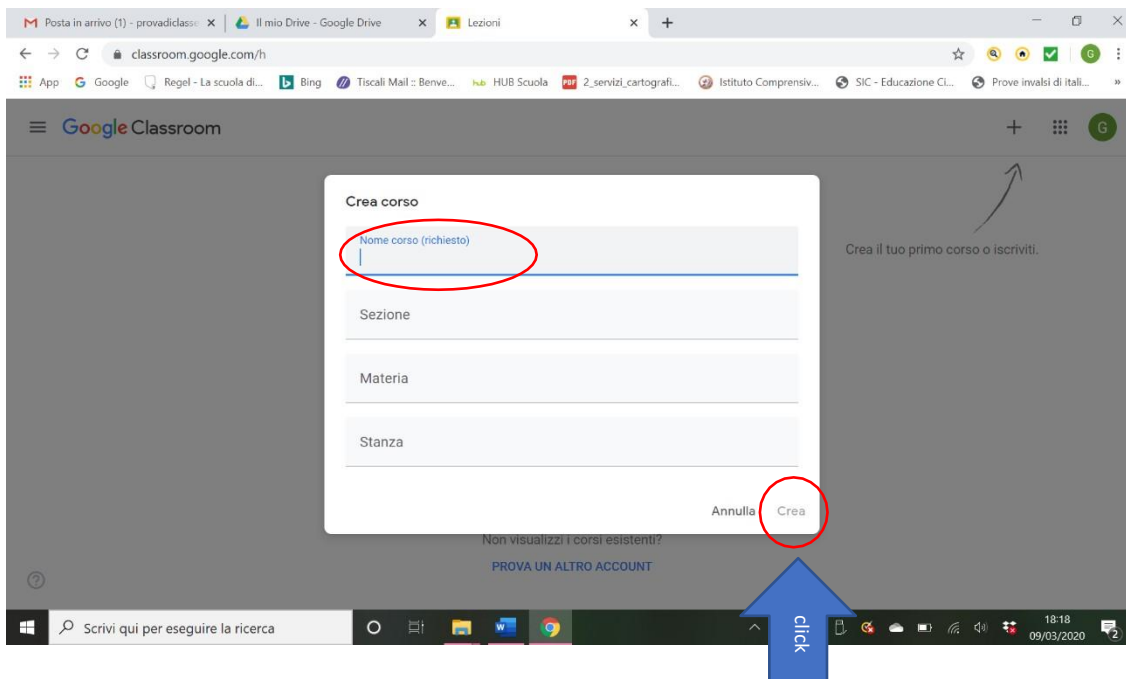 Posta in arrivo (1) - provadiclasse
Il mio Drive - Google Drive
Lezioni
classroom.google.com/h
G
App
Google
Regel - La scuola di...
Bing
Tiscali Mail :: Benve...
HUB Scuola
2_servizi_cartografi...
Istituto Comprensiv...
SIC - Educazione Ci...
Prove invalsi di itali...
»
Google Classroom
G
Crea corso
Nome corso (richiesto)
Crea il tuo primo corso o iscriviti.
Sezione
Materia
Stanza
Annulla
Crea
Non visualizzi i corsi esistenti?
PROVA UN ALTRO ACCOUNT
click
Scrivi qui per eseguire la ricerca
18:18
09/03/2020
2